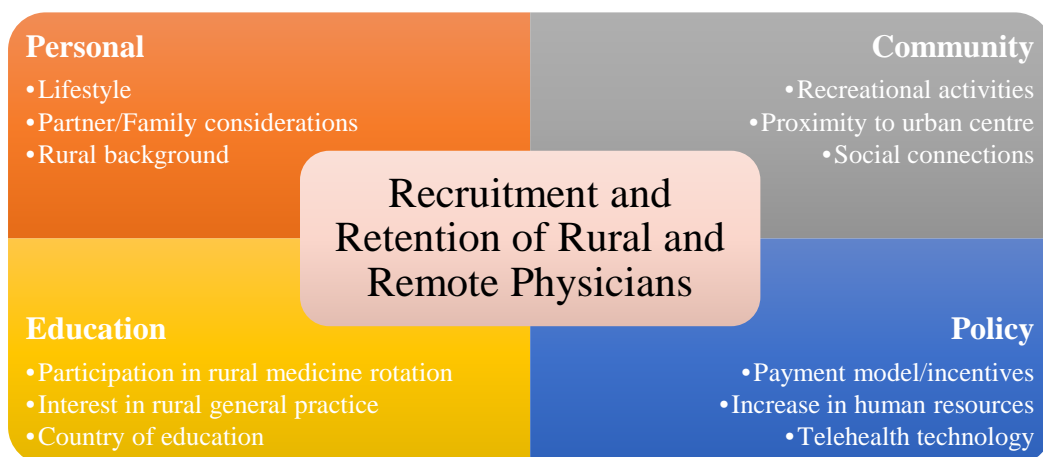 Personal
•Lifestyle
•Partner/Family considerations
•Rural background
Community
•Recreational activities
•Proximity to urban centre
•Social connections
Recruitment and
Retention of Rural and
Remote Physicians
Education
•Participation in rural medicine rotation
•Interest in rural general practice
•Country of education
Policy
•Payment model/incentives
•Increase in human resources
•Telehealth technology